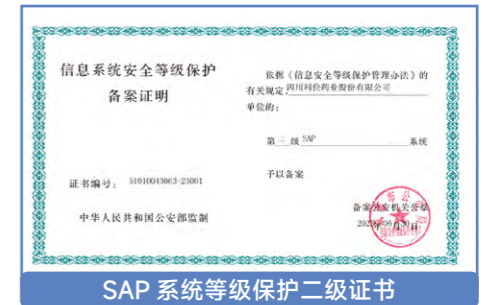 信息系统安全等级保护
备案证明
依据《信息安全等级保护管理办法》的
有关规定，四川科伦药业股份有限公司
单位的：
第 二 级 SAP 系统
予以备案
证书编号： 51010043063-23001
中华人民共和国公安部监制
备案公安机关公章
SAP 系统等级保护二级证书